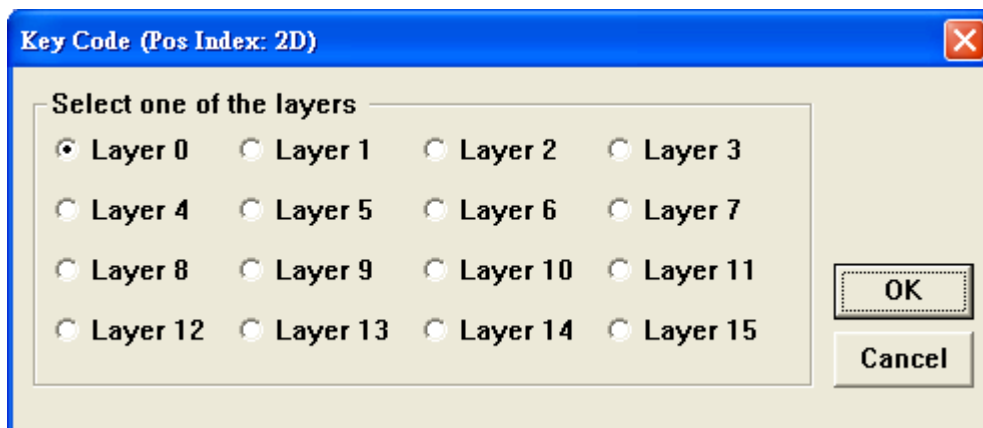 Key Code (Pos Index: 2D)
Select one of the layers
Layer 0 Layer 1 Layer 2 Layer 3
Layer 4 Layer 5 Layer 6 Layer 7
Layer 8 Layer 9 Layer 10 Layer 11
Layer 12 Layer 13 Layer 14 Layer 15
OK
Cancel